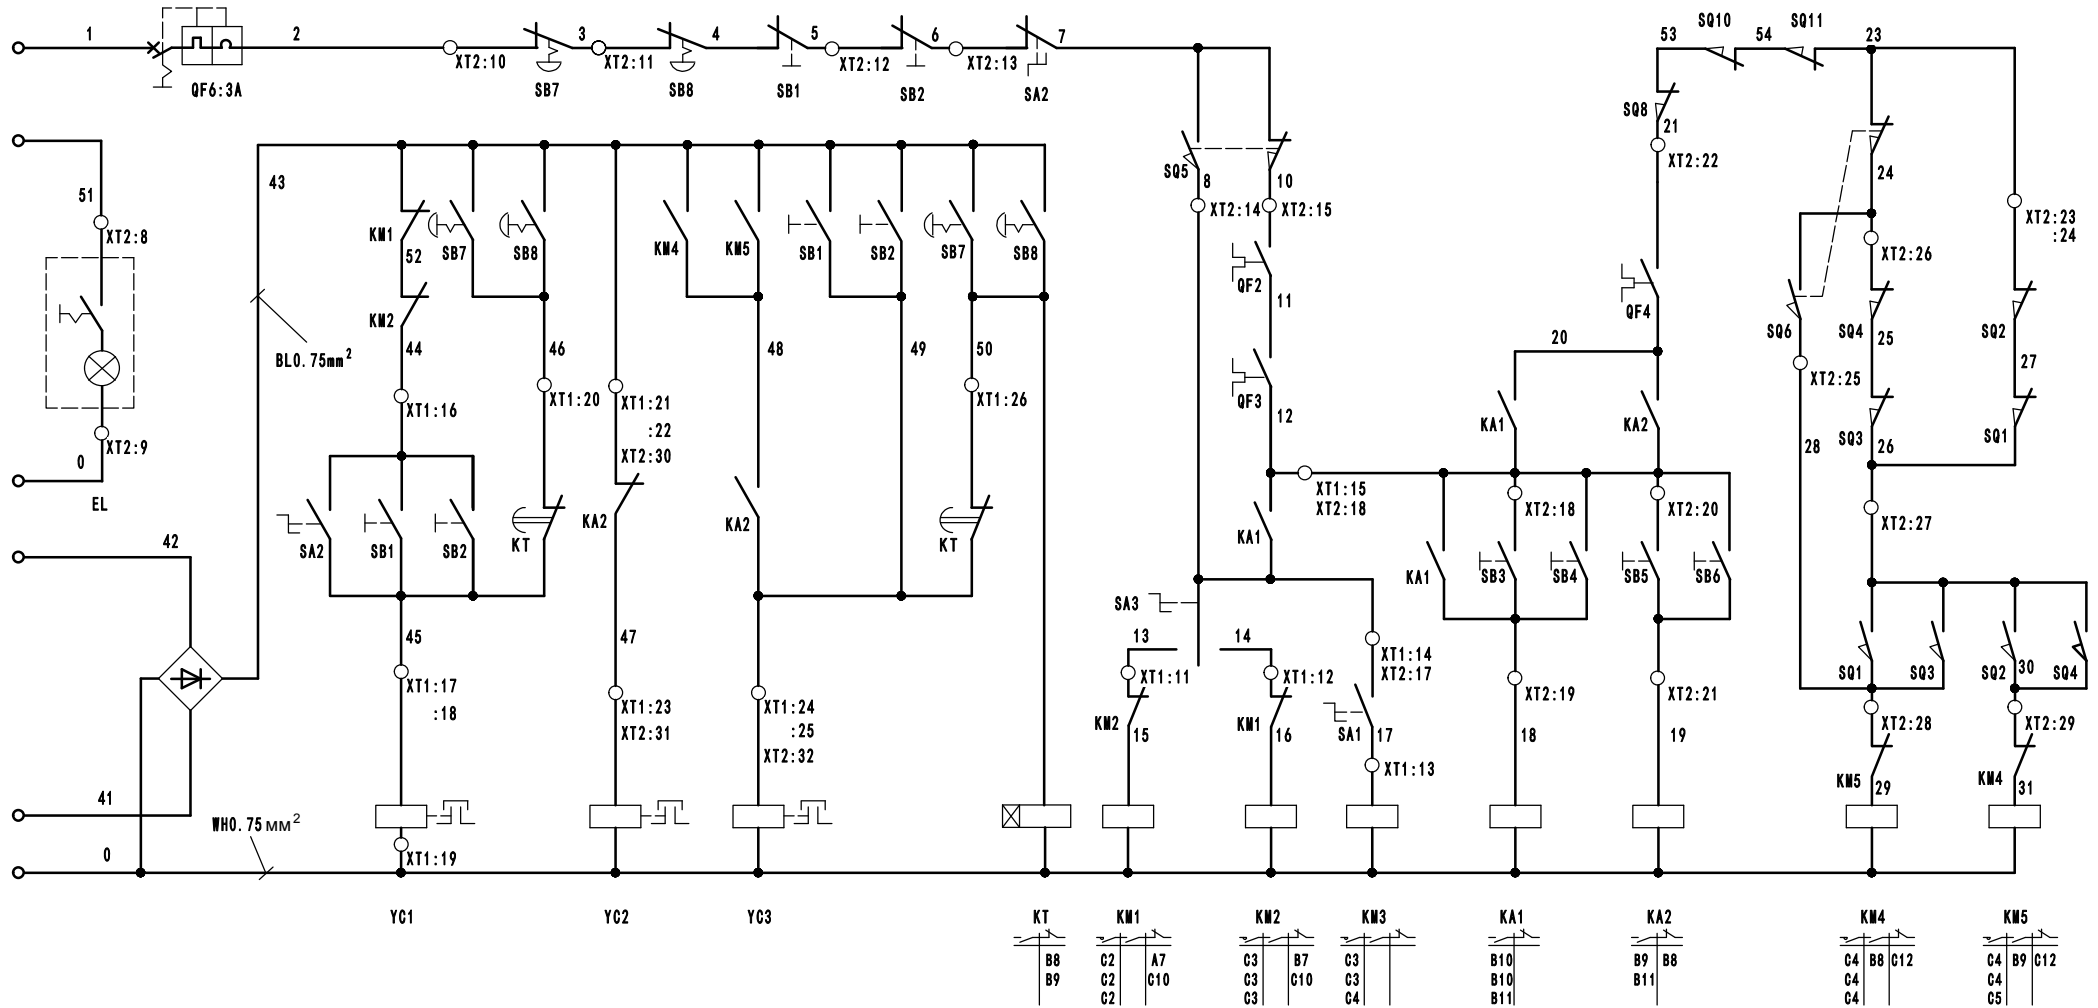 1
2
3
4
5
6
7
XT2:10
XT2:11
XT2:12
XT2:13
QF6:3A
SB7
SB8
SB1
SB2
SA2
53
SQ10
54
SQ11
23
SQ8
21
XT2:22
24
51
XT2:8
43
KM1
52
SB7
SB8
KM4
KM5
SB1
SB2
SB7
SB8
SQ5
8
10
XT2:14
XT2:15
XT2:23
:24
XT2:26
QF2
11
QF4
KM2
BL0.75mm²
44
46
48
49
50
20
SQ6
SQ4
25
SQ2
27
XT2:25
XT2:9
0
EL
XT1:16
XT1:20
XT1:21
:22
XT2:30
XT1:26
QF3
12
KA1
KA2
28
SQ3
26
SQ1
XT1:15
XT2:18
XT2:18
XT2:20
XT2:27
SA2
SB1
SB2
KT
KA2
KA2
KT
KA1
KA1
SB3
SB4
SB5
SB6
42
SA3
13
14
45
47
XT1:14
XT2:17
XT1:17
:18
XT1:23
XT2:31
XT1:24
:25
XT2:32
XT1:11
XT1:12
XT2:19
XT2:21
SQ1
SQ3
SQ2
30
SQ4
XT2:28
XT2:29
KM2
15
KM1
16
SA1
17
XT1:13
18
19
KM5
29
KM4
31
41
WH0.75мм²
0
XT1:19
YC1
YC2
YC3
KT
KM1
KM2
KM3
KA1
KA2
KM4
KM5
B8
B9
C2
C2
C2
A7
C10
C3
C3
C3
B7
C10
C3
C3
C4
B10
B10
B11
B9
B11
B8
C4
C4
C4
B8
C12
C4
C4
C5
B9
C12